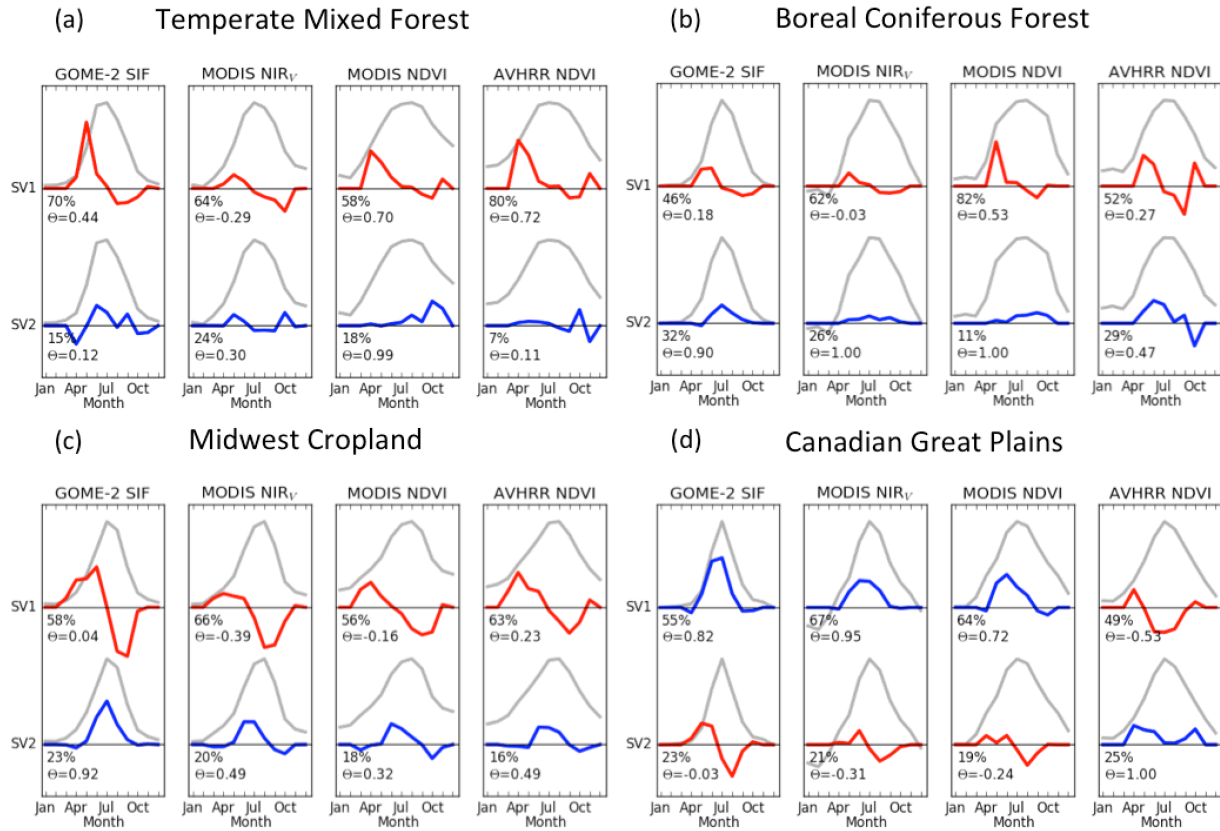 (a) Temperate Mixed Forest
GOME-2 SIF MODIS NIRV MODIS NDVI AVHRR NDVI
SV1
70% 64% 58% 80%
Θ=0.44 Θ=-0.29 Θ=0.70 Θ=0.72
SV2
15% 24% 18% 7%
Θ=0.12 Θ=0.30 Θ=0.99 Θ=0.11
Jan Apr Jul Oct Jan Apr Jul Oct Jan Apr Jul Oct Jan Apr Jul Oct
Month Month Month Month
(b) Boreal Coniferous Forest
GOME-2 SIF MODIS NIRV MODIS NDVI AVHRR NDVI
SV1
46% 62% 82% 52%
Θ=0.18 Θ=-0.03 Θ=0.53 Θ=0.27
SV2
32% 26% 11% 29%
Θ=0.90 Θ=1.00 Θ=1.00 Θ=0.47
Jan Apr Jul Oct Jan Apr Jul Oct Jan Apr Jul Oct Jan Apr Jul Oct
Month Month Month Month
(c) Midwest Cropland
GOME-2 SIF MODIS NIRV MODIS NDVI AVHRR NDVI
SV1
58% 66% 56% 63%
Θ=0.04 Θ=-0.39 Θ=-0.16 Θ=0.23
SV2
23% 20% 18% 16%
Θ=0.92 Θ=0.49 Θ=0.32 Θ=0.49
Jan Apr Jul Oct Jan Apr Jul Oct Jan Apr Jul Oct Jan Apr Jul Oct
Month Month Month Month
(d) Canadian Great Plains
GOME-2 SIF MODIS NIRV MODIS NDVI AVHRR NDVI
SV1
55% 67% 64% 49%
Θ=0.82 Θ=0.95 Θ=0.72 Θ=-0.53
SV2
23% 21% 19% 25%
Θ=-0.03 Θ=-0.31 Θ=-0.24 Θ=1.00
Jan Apr Jul Oct Jan Apr Jul Oct Jan Apr Jul Oct Jan Apr Jul Oct
Month Month Month Month